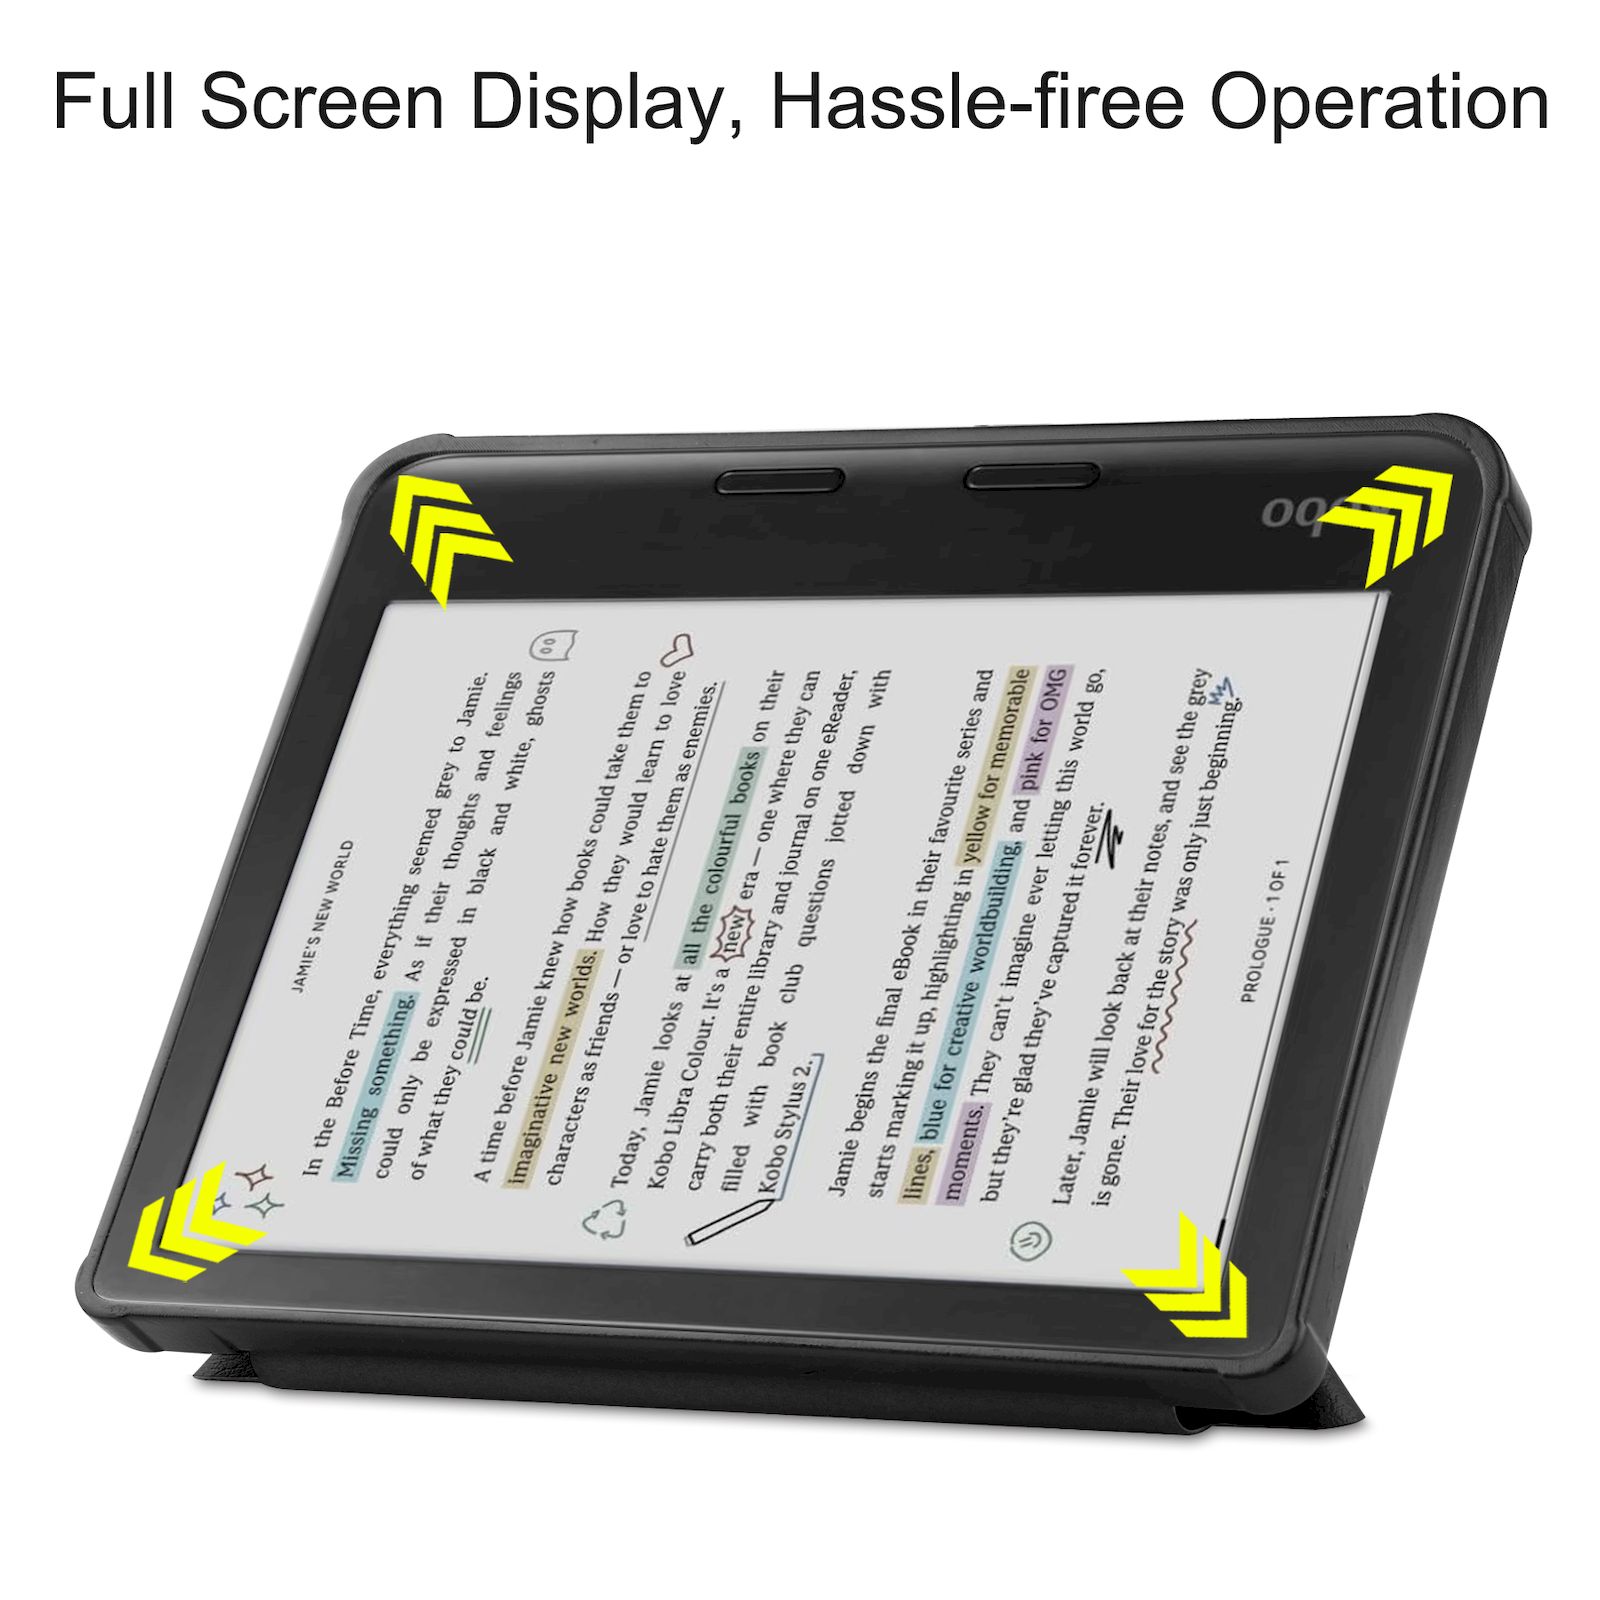 Full Screen Display, Hassle-firee Operation
kobo
JAMIE'S NEW WORLD
In the Before Time, everything seemed grey to Jamie.
Missing something. As if their thoughts and feelings
could only be expressed in black and white, ghosts
of what they could be.
A time before Jamie knew how books could take them to
imaginative new worlds. How they would learn to love
characters as friends — or love to hate them as enemies.
Today, Jamie looks at all the colourful books on their
Kobo Libra Colour. It's a new era — one where they can
carry both their entire library and journal on one eReader,
filled with book club questions jotted down with
Kobo Stylus 2.
Jamie begins the final eBook in their favourite series and
starts marking it up, highlighting in yellow for memorable
lines, blue for creative worldbuilding, and pink for OMG
moments. They can't imagine ever letting this world go,
but they're glad they've captured it forever.
Later, Jamie will look back at their notes, and see the grey
is gone. Their love for the story was only just beginning.
PROLOGUE · 1 OF 1